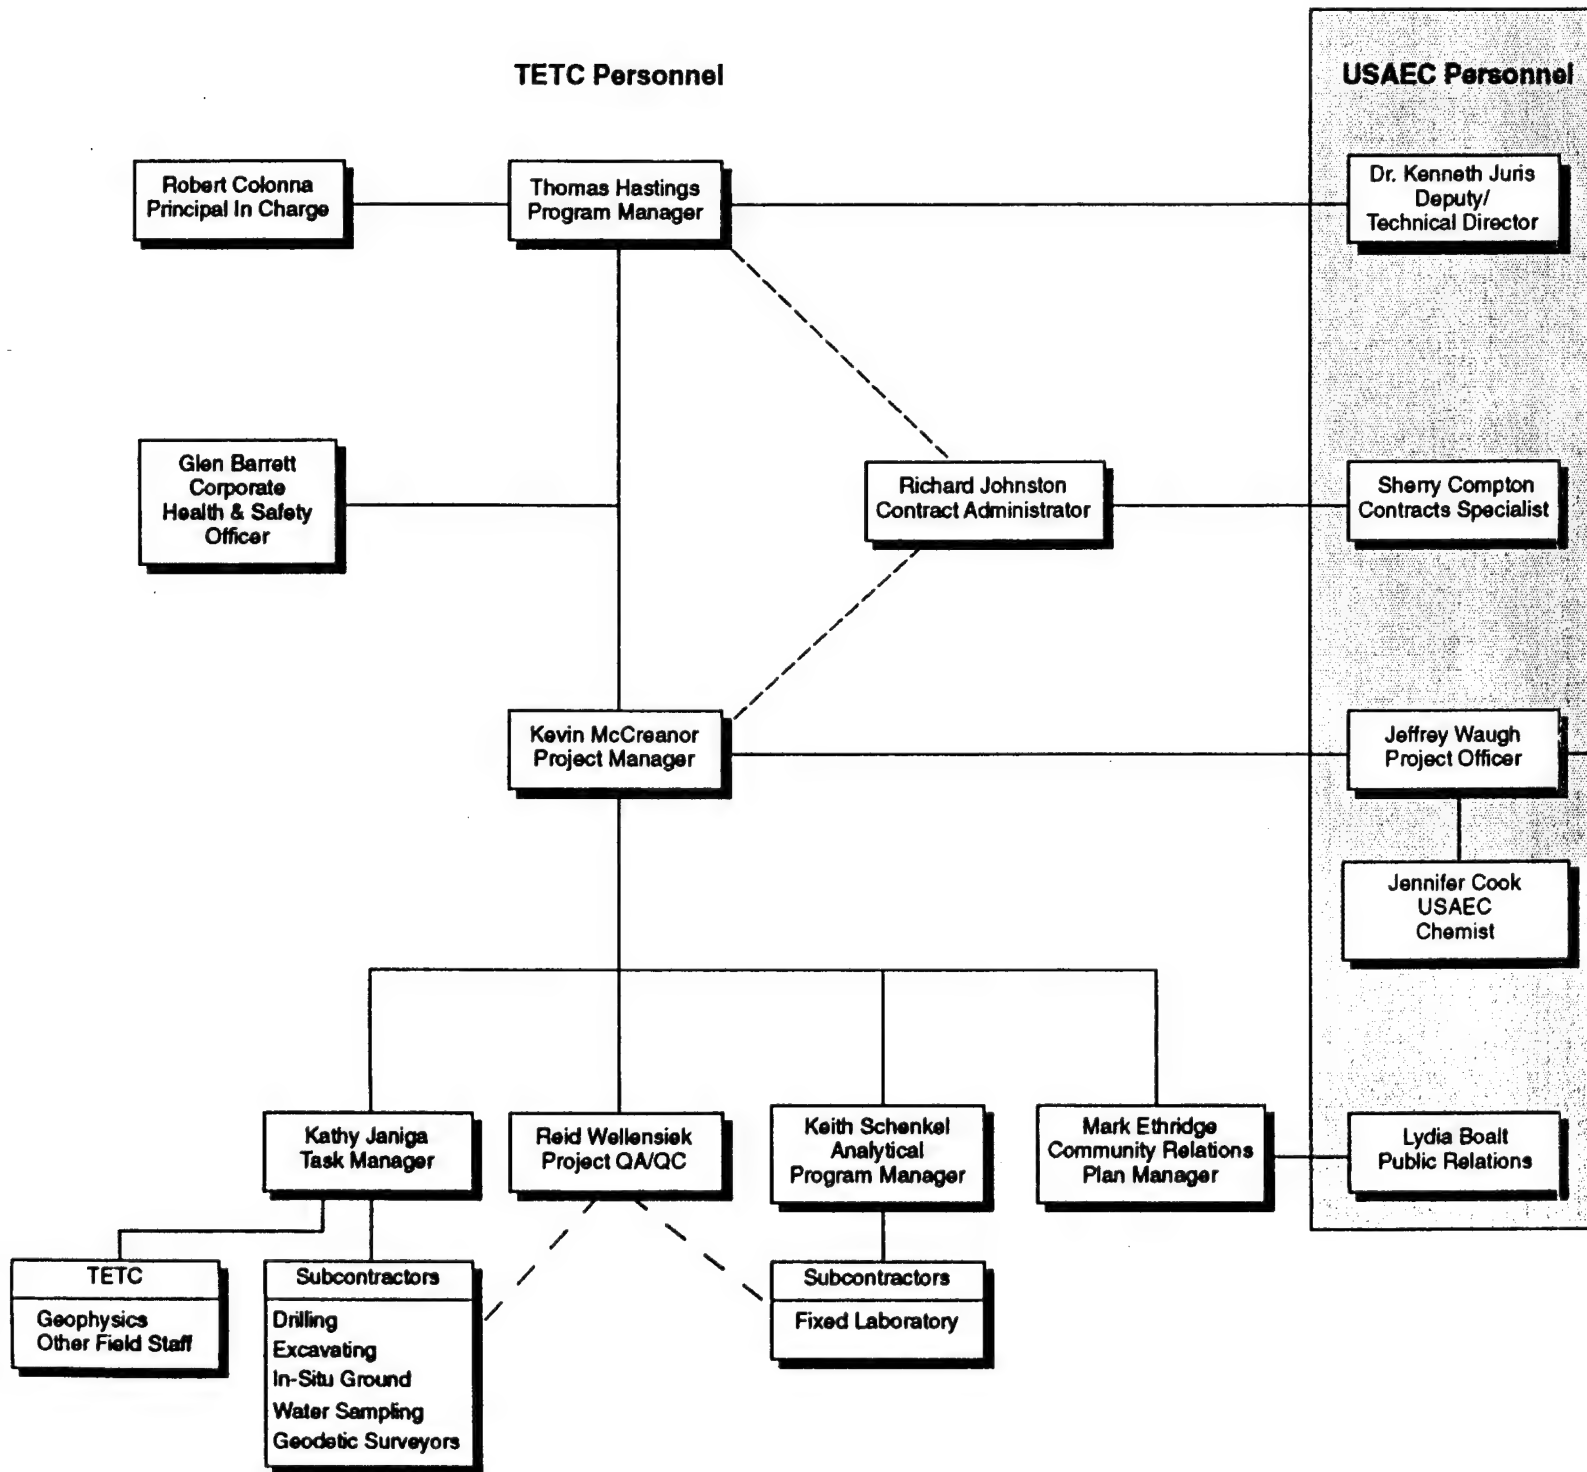 TETC Personnel
USAEC Personnel
Robert Colonna
Principal In Charge
Thomas Hastings
Program Manager
Dr. Kenneth Juris
Deputy/
Technical Director
Glen Barrett
Corporate
Health & Safety
Officer
Richard Johnston
Contract Administrator
Sherry Compton
Contracts Specialist
Kevin McCreanor
Project Manager
Jeffrey Waugh
Project Officer
Jennifer Cook
USAEC
Chemist
Kathy Janiga
Task Manager
Reid Wellensiek
Project QA/QC
Keith Schenkel
Analytical
Program Manager
Mark Ethridge
Community Relations
Plan Manager
Lydia Boalt
Public Relations
TETC
Geophysics
Other Field Staff
Subcontractors
Drilling
Excavating
In-Situ Ground
Water Sampling
Geodetic Surveyors
Subcontractors
Fixed Laboratory